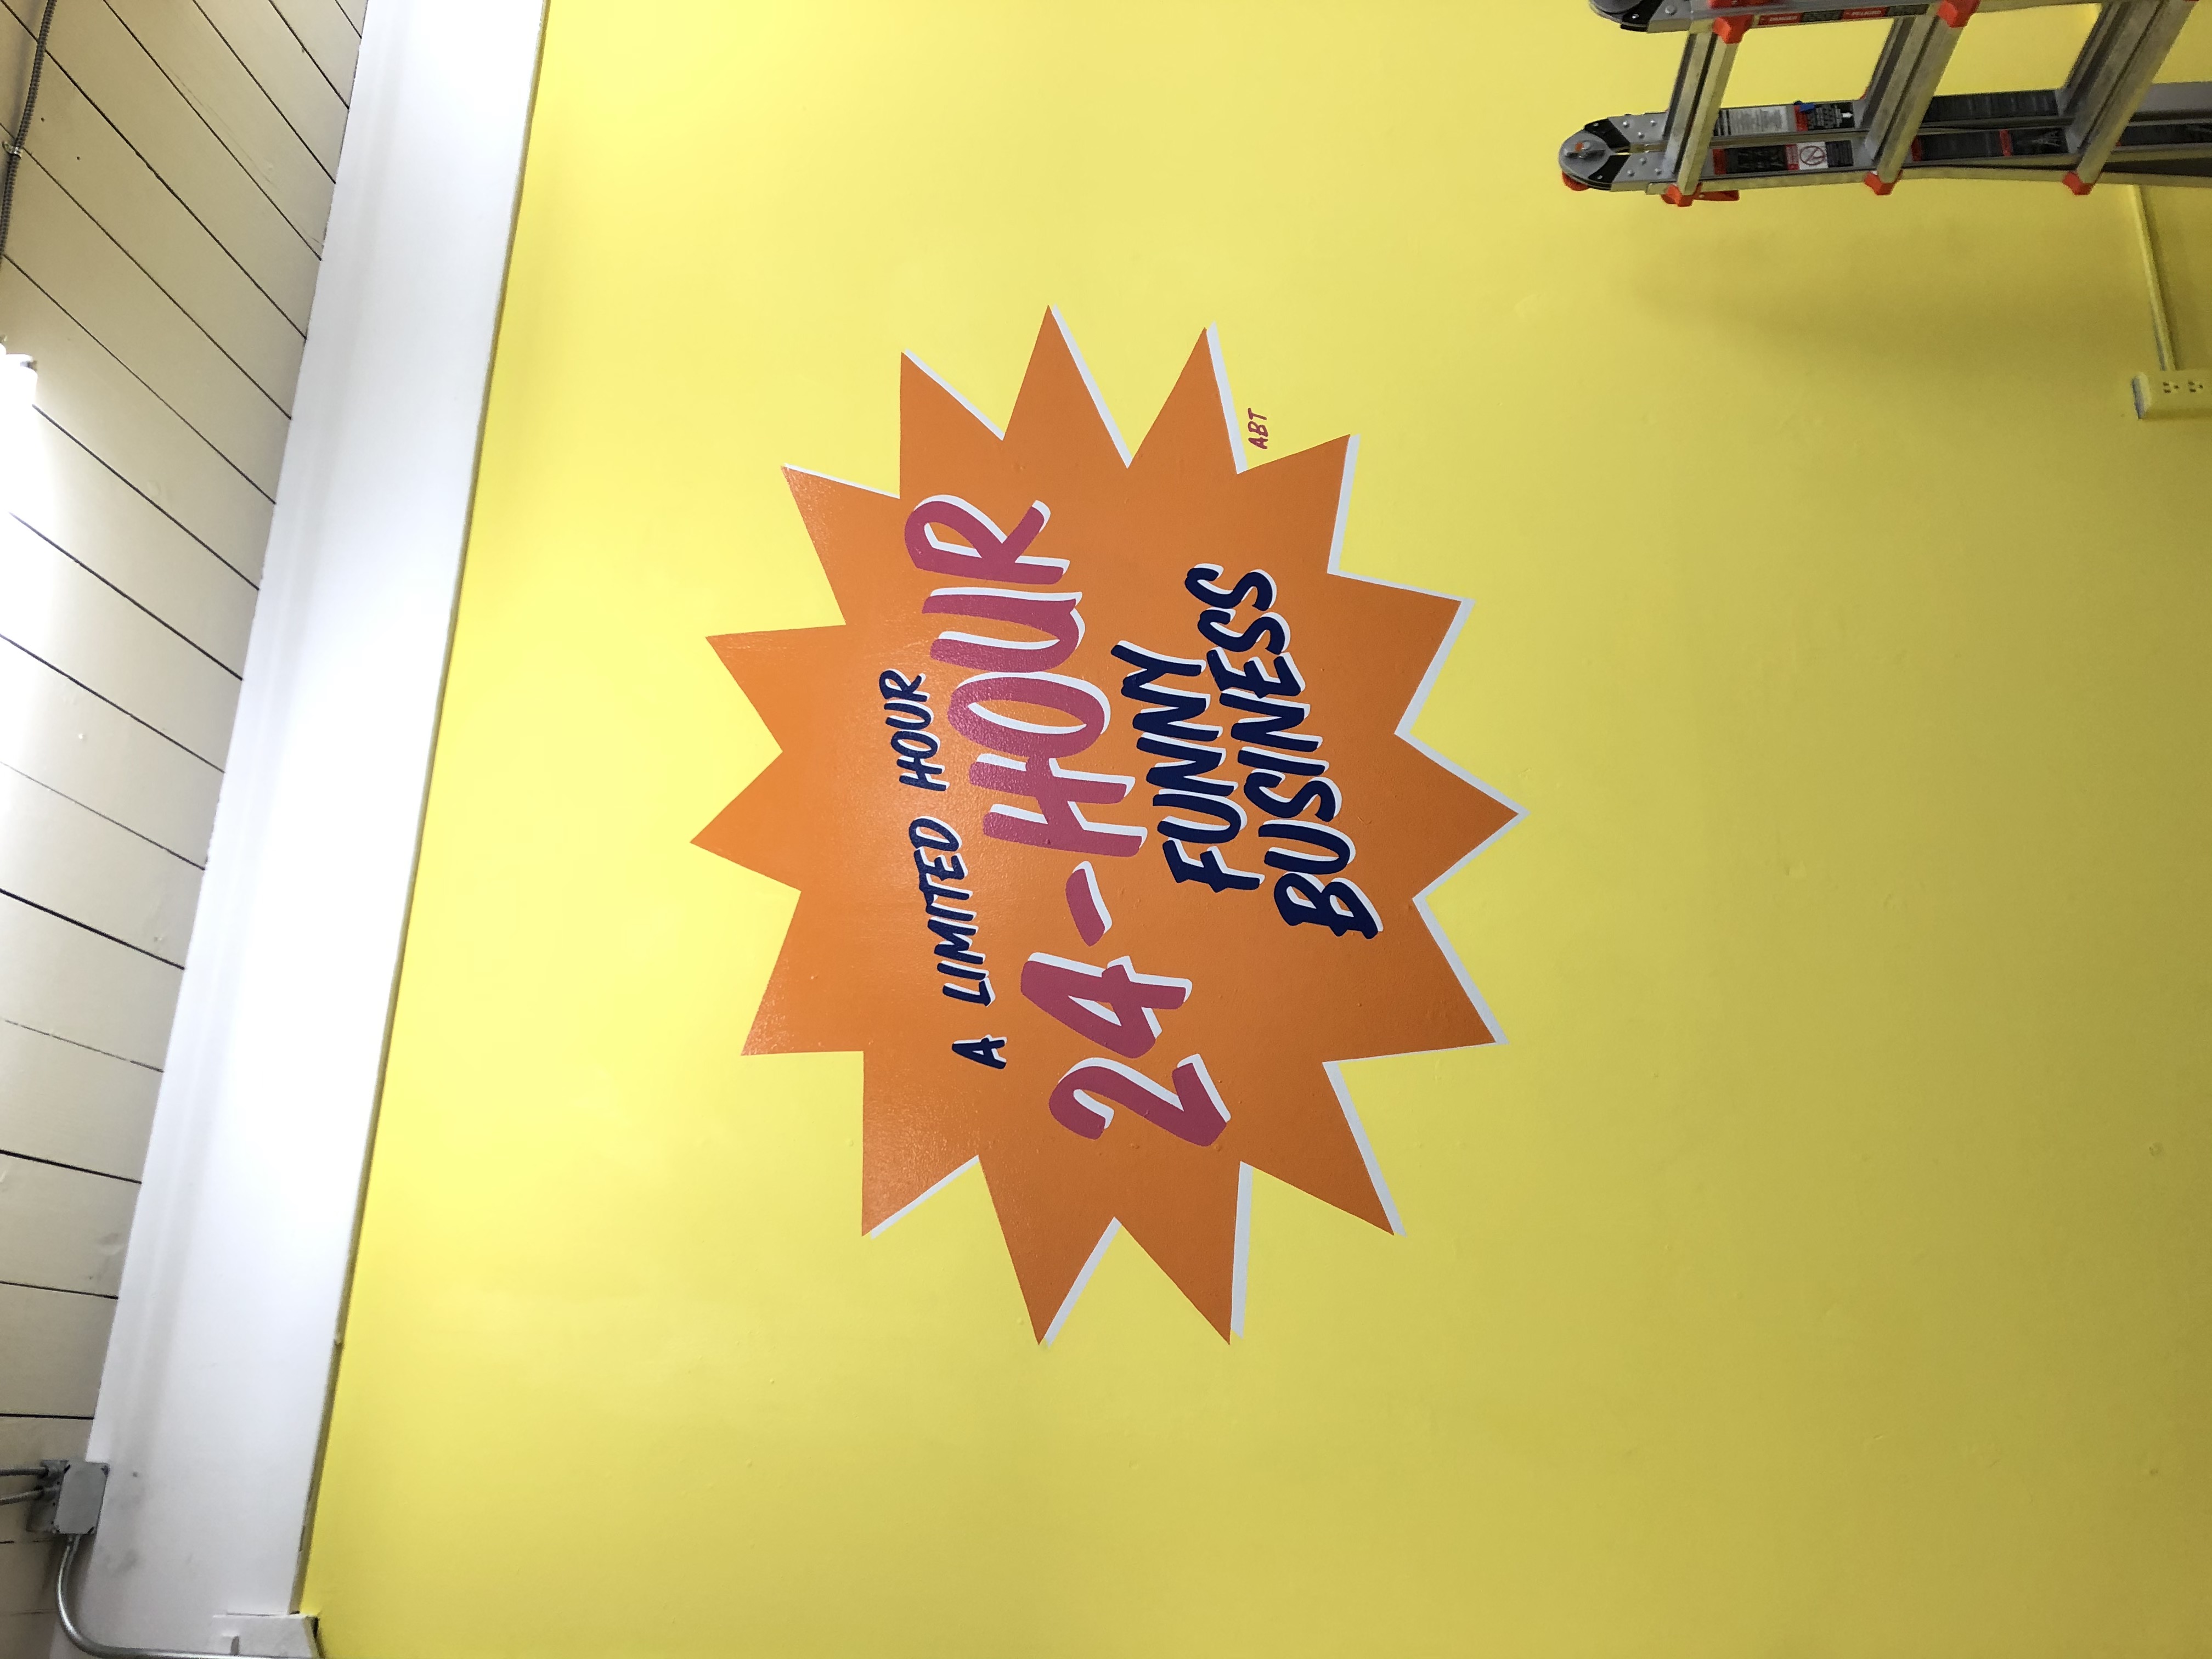 A LIMITED HOUR
24-HOUR
FUNNY
BUSINESS
ABT